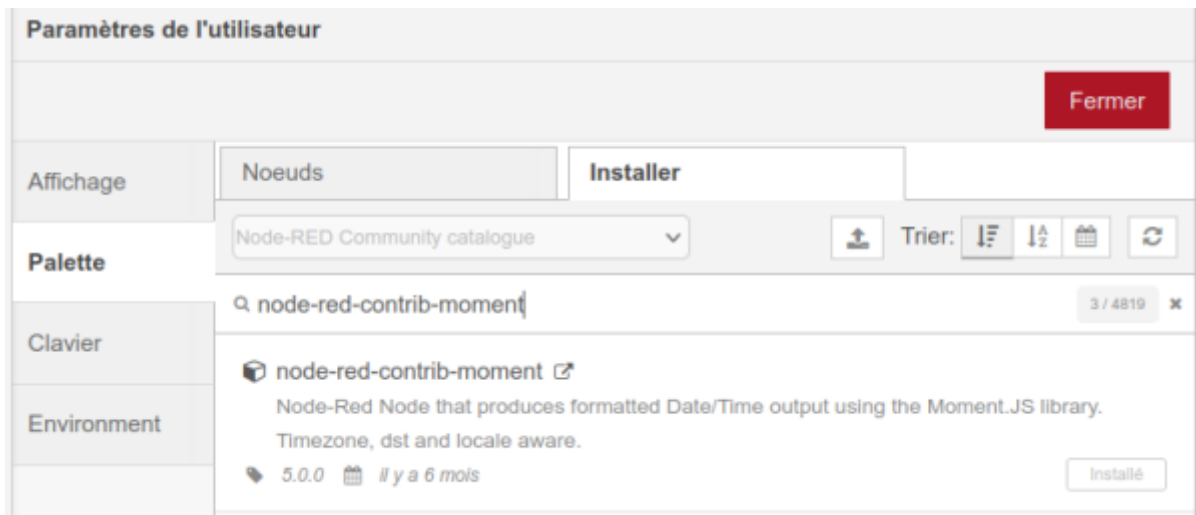 Paramètres de l'utilisateur
Fermer
Affichage
Noeuds
Installer
Node-RED Community catalogue
Trier:
Palette
node-red-contrib-moment
3 / 4819
Clavier
node-red-contrib-moment
Node-Red Node that produces formatted Date/Time output using the Moment.JS library.
Environment
Timezone, dst and locale aware.
5.0.0
il y a 6 mois
Installé